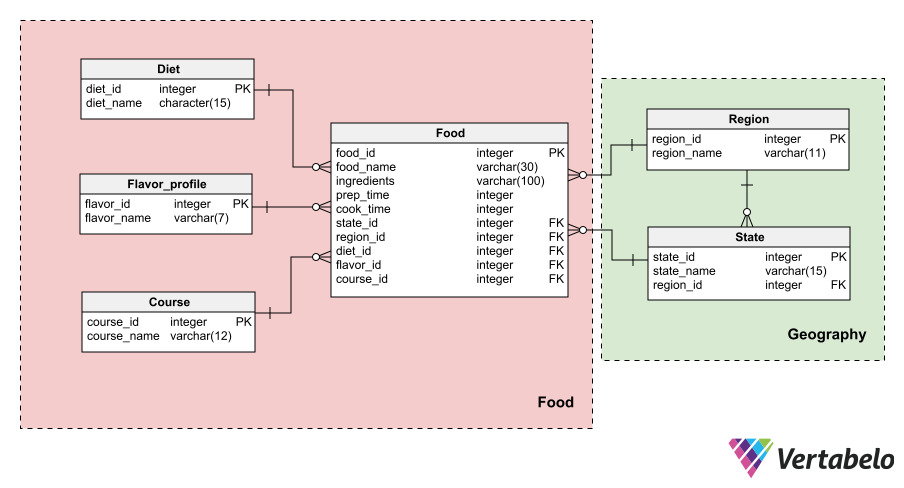 Diet
diet_id integer PK
diet_name character(15)
Flavor_profile
flavor_id integer PK
flavor_name varchar(7)
Course
course_id integer PK
course_name varchar(12)
Food
food_id integer PK
food_name varchar(30)
ingredients varchar(100)
prep_time integer
cook_time integer
state_id integer FK
region_id integer FK
diet_id integer FK
flavor_id integer FK
course_id integer FK
Food
Region
region_id integer PK
region_name varchar(11)
State
state_id integer PK
state_name varchar(15)
region_id integer FK
Geography
Vertabelo